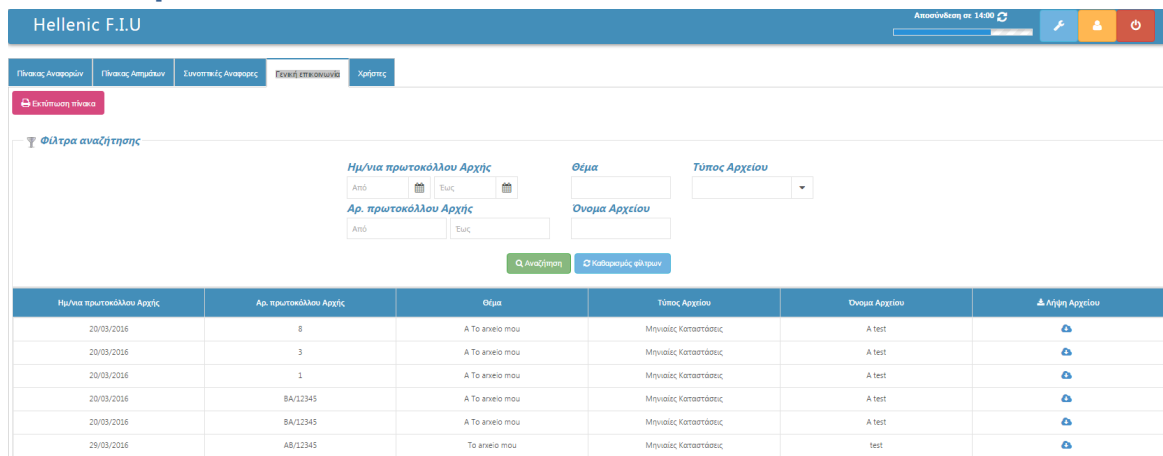 Hellenic F.I.U
Αποσύνδεση σε 14:00
Πίνακας Αναφορών Πίνακας Αιτημάτων Συνοπτικές Αναφορες Γενική επικοινωνία Χρήστες
Εκτύπωση πίνακα
Φίλτρα αναζήτησης
Ημ/νια πρωτοκόλλου Αρχής Θέμα Τύπος Αρχείου
Από Έως
Αρ. πρωτοκόλλου Αρχής Όνομα Αρχείου
Από Έως
Αναζήτηση Καθαρισμός φίλτρων
Ημ/νια πρωτοκόλλου Αρχής Αρ. πρωτοκόλλου Αρχής Θέμα Τύπος Αρχείου Όνομα Αρχείου Λήψη Αρχείου
20/03/2016 8 A To arxeio mou Μηνιαίες Καταστάσεις A test
20/03/2016 3 A To arxeio mou Μηνιαίες Καταστάσεις A test
20/03/2016 1 A To arxeio mou Μηνιαίες Καταστάσεις A test
20/03/2016 BA/12345 A To arxeio mou Μηνιαίες Καταστάσεις A test
20/03/2016 BA/12345 A To arxeio mou Μηνιαίες Καταστάσεις A test
29/03/2016 AB/12345 To arxeio mou Μηνιαίες Καταστάσεις test